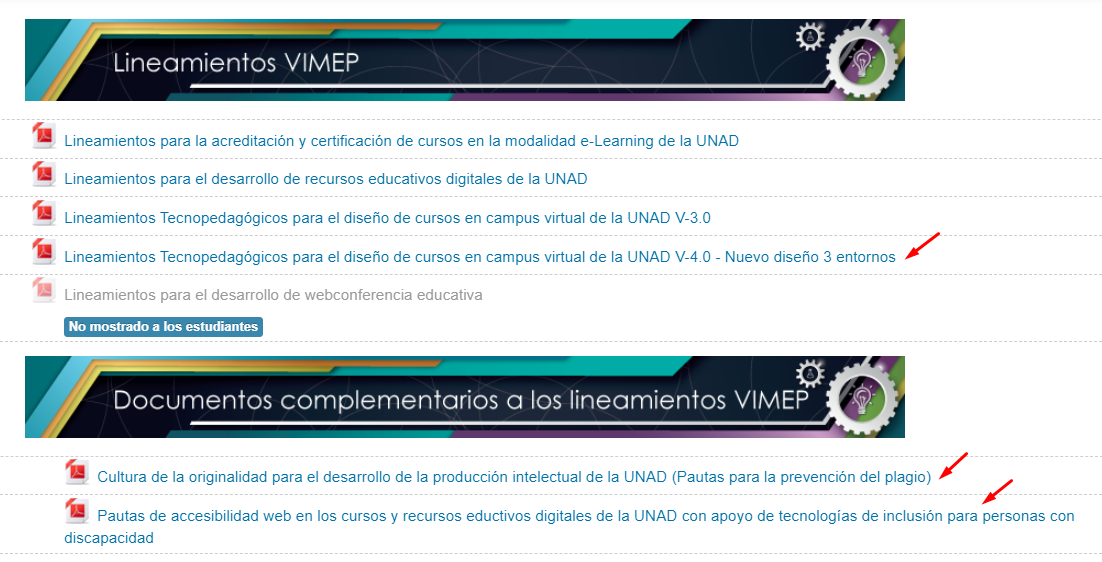 Lineamientos VIMEP
Lineamientos para la acreditación y certificación de cursos en la modalidad e-Learning de la UNAD
Lineamientos para el desarrollo de recursos educativos digitales de la UNAD
Lineamientos Tecnopedagógicos para el diseño de cursos en campus virtual de la UNAD V-3.0
Lineamientos Tecnopedagógicos para el diseño de cursos en campus virtual de la UNAD V-4.0 - Nuevo diseño 3 entornos
Lineamientos para el desarrollo de webconferencia educativa
No mostrado a los estudiantes
Documentos complementarios a los lineamientos VIMEP
Cultura de la originalidad para el desarrollo de la producción intelectual de la UNAD (Pautas para la prevención del plagio)
Pautas de accesibilidad web en los cursos y recursos eductivos digitales de la UNAD con apoyo de tecnologías de inclusión para personas con
discapacidad